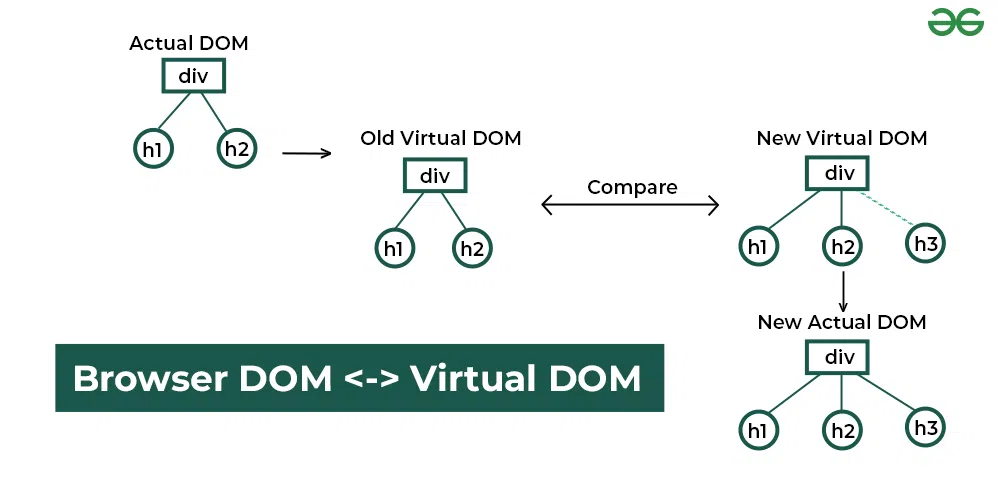 Actual DOM
div
h1
h2
Old Virtual DOM
div
h1
h2
Compare
New Virtual DOM
div
h1
h2
h3
New Actual DOM
div
h1
h2
h3
Browser DOM <-> Virtual DOM